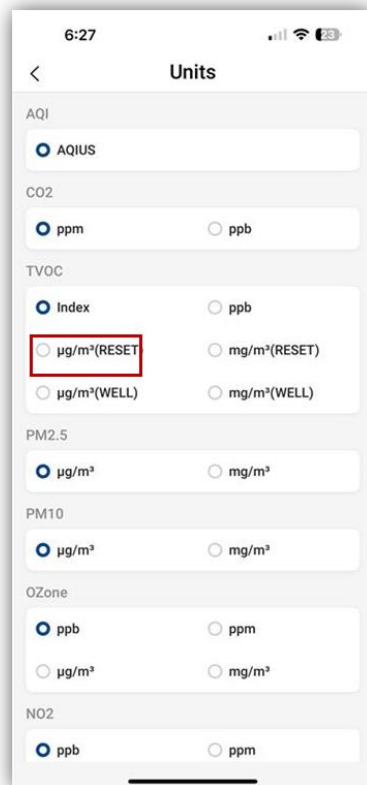 6:27
23
Units
AQI
AQIUS
CO2
ppm ppb
TVOC
Index ppb
µg/m³(RESET) mg/m³(RESET)
µg/m³(WELL) mg/m³(WELL)
PM2.5
µg/m³ mg/m³
PM10
µg/m³ mg/m³
OZone
ppb ppm
µg/m³ mg/m³
NO2
ppb ppm